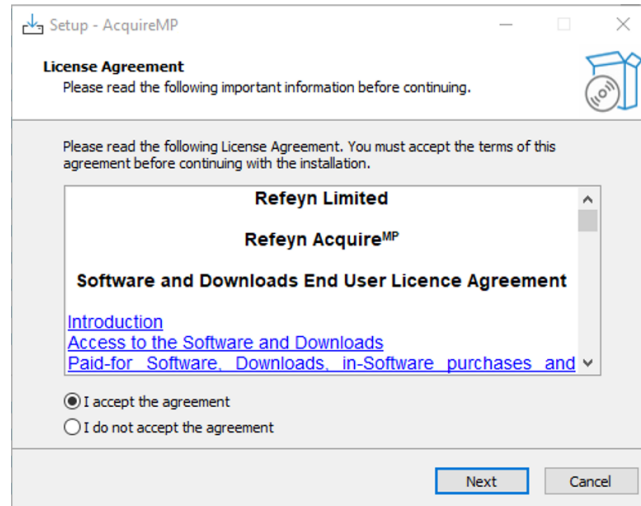 Setup - AcquireMP
License Agreement
Please read the following important information before continuing.
Please read the following License Agreement. You must accept the terms of this
agreement before continuing with the installation.
Refeyn Limited
Refeyn Acquireᴹᴾ
Software and Downloads End User Licence Agreement
Introduction
Access to the Software and Downloads
Paid-for Software, Downloads, in-Software purchases and
I accept the agreement
I do not accept the agreement
Next Cancel